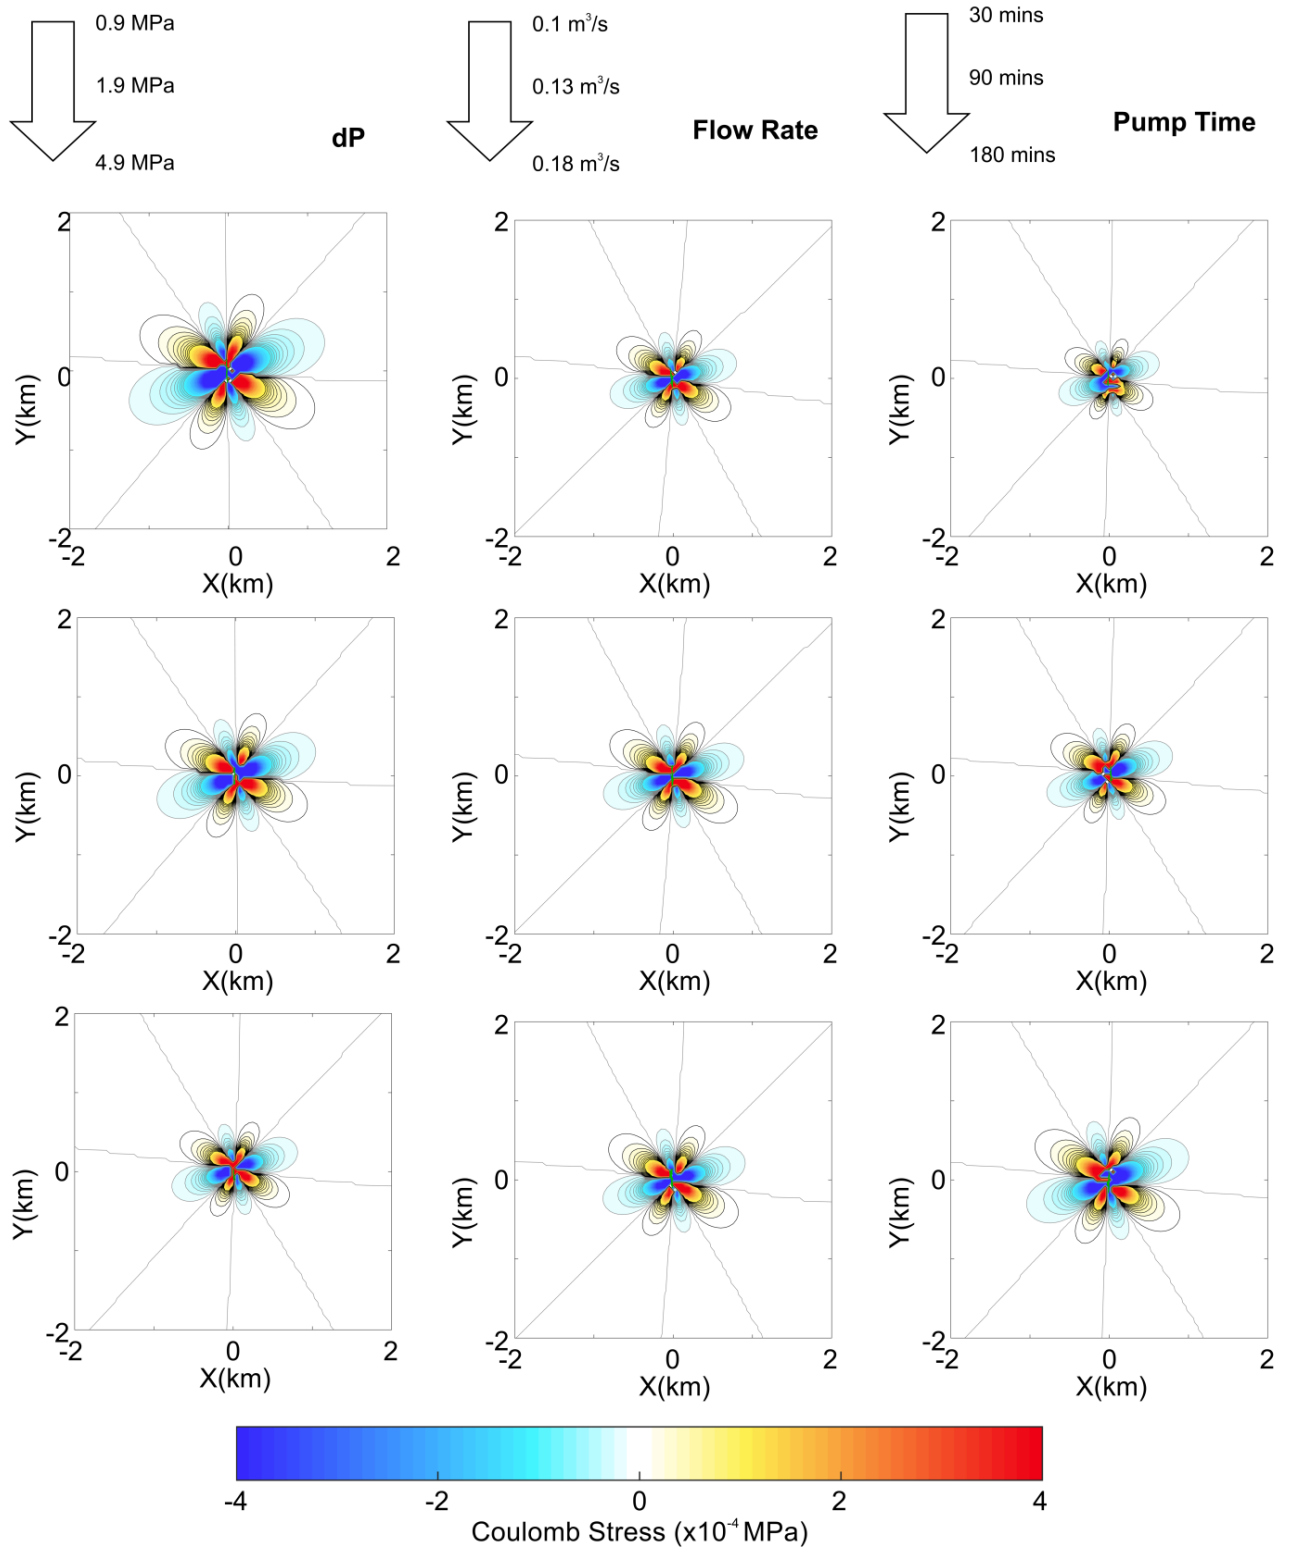 0.9 MPa
1.9 MPa
4.9 MPa
dP
0.1 m³/s
0.13 m³/s
0.18 m³/s
Flow Rate
30 mins
90 mins
180 mins
Pump Time
2
0
-2
Y(km)
-2 0 2
X(km)
2
0
-2
Y(km)
-2 0 2
X(km)
2
0
-2
Y(km)
-2 0 2
X(km)
2
0
-2
Y(km)
-2 0 2
X(km)
2
0
-2
Y(km)
-2 0 2
X(km)
2
0
-2
Y(km)
-2 0 2
X(km)
2
0
-2
Y(km)
-2 0 2
X(km)
2
0
-2
Y(km)
-2 0 2
X(km)
2
0
-2
Y(km)
-2 0 2
X(km)
-4 -2 0 2 4
Coulomb Stress (x10⁻⁴ MPa)